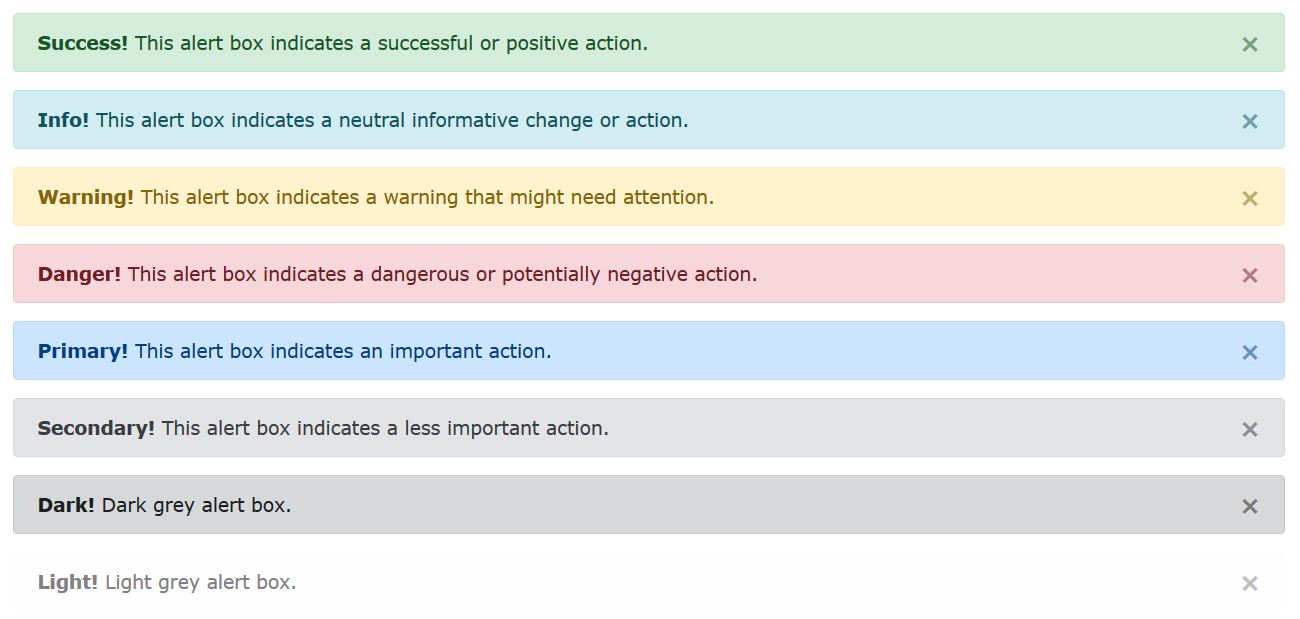 Success! This alert box indicates a successful or positive action. ×
Info! This alert box indicates a neutral informative change or action. ×
Warning! This alert box indicates a warning that might need attention. ×
Danger! This alert box indicates a dangerous or potentially negative action. ×
Primary! This alert box indicates an important action. ×
Secondary! This alert box indicates a less important action. ×
Dark! Dark grey alert box. ×
Light! Light grey alert box. ×